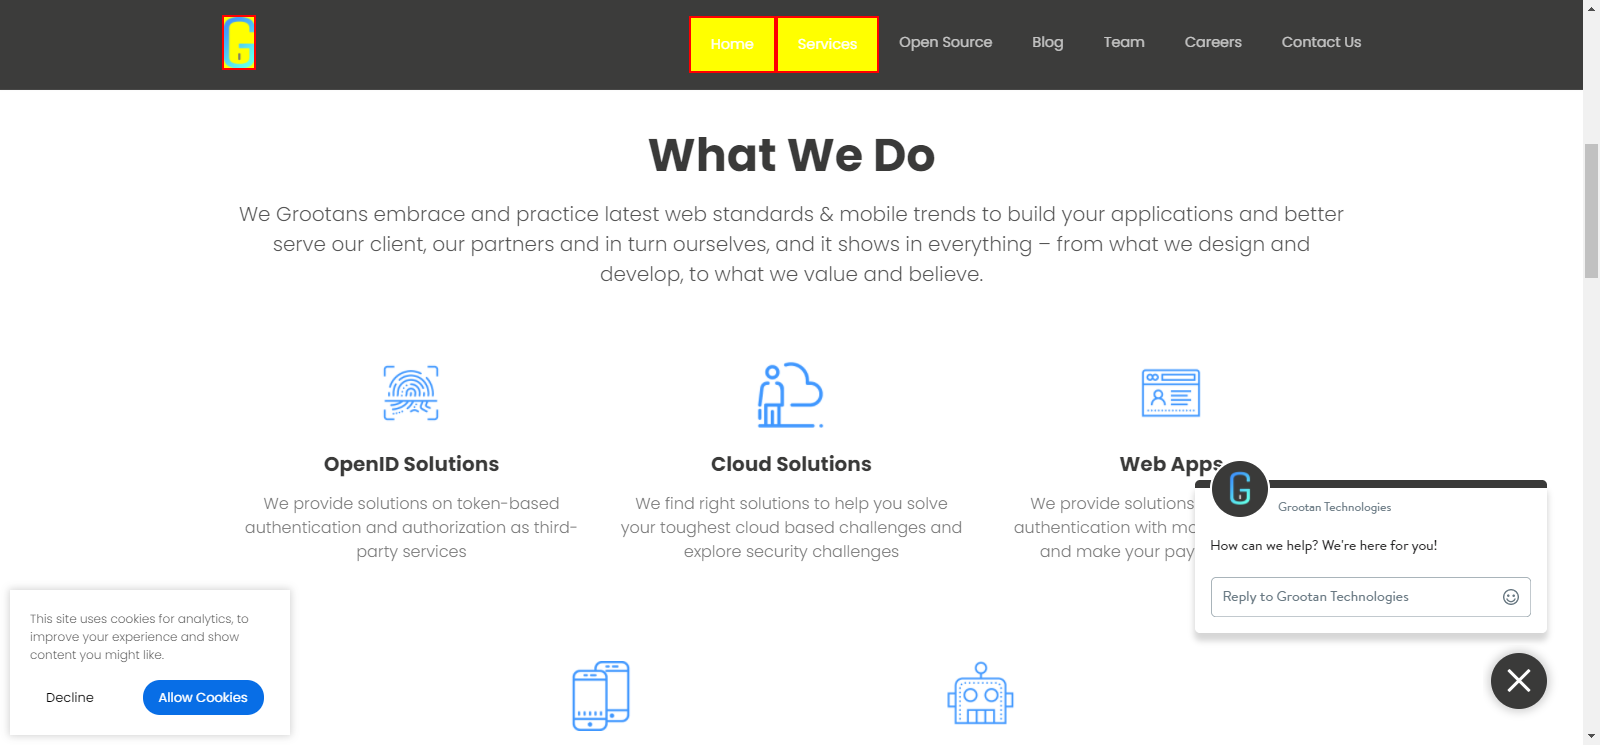 G
Home
Services
Open Source
Blog
Team
Careers
Contact Us
What We Do
We Grootans embrace and practice latest web standards & mobile trends to build your applications and better
serve our client, our partners and in turn ourselves, and it shows in everything – from what we design and
develop, to what we value and believe.
OpenID Solutions
We provide solutions on token-based
authentication and authorization as third-
party services
Cloud Solutions
We find right solutions to help you solve
your toughest cloud based challenges and
explore security challenges
Web Apps
We provide solutions
authentication with
and make your
G
Grootan Technologies
How can we help? We're here for you!
Reply to Grootan Technologies
This site uses cookies for analytics, to
improve your experience and show
content you might like.
Decline
Allow Cookies